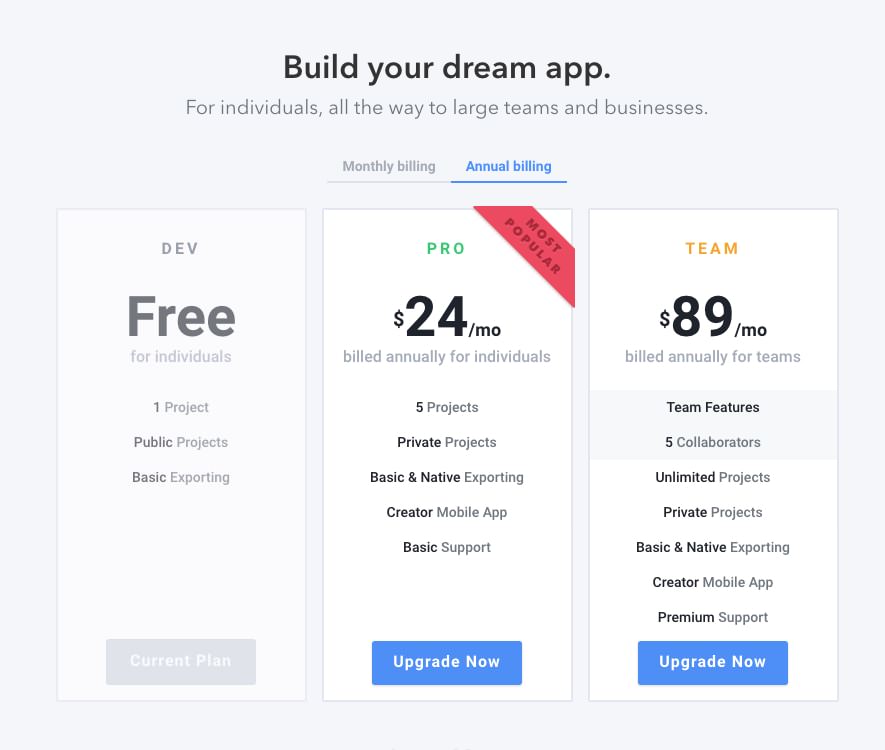 Build your dream app.
For individuals, all the way to large teams and businesses.
Monthly billing
Annual billing
DEV
Free
for individuals
1 Project
Public Projects
Basic Exporting
Current Plan
MOST
POPULAR
PRO
$24/mo
billed annually for individuals
5 Projects
Private Projects
Basic & Native Exporting
Creator Mobile App
Basic Support
Upgrade Now
TEAM
$89/mo
billed annually for teams
Team Features
5 Collaborators
Unlimited Projects
Private Projects
Basic & Native Exporting
Creator Mobile App
Premium Support
Upgrade Now